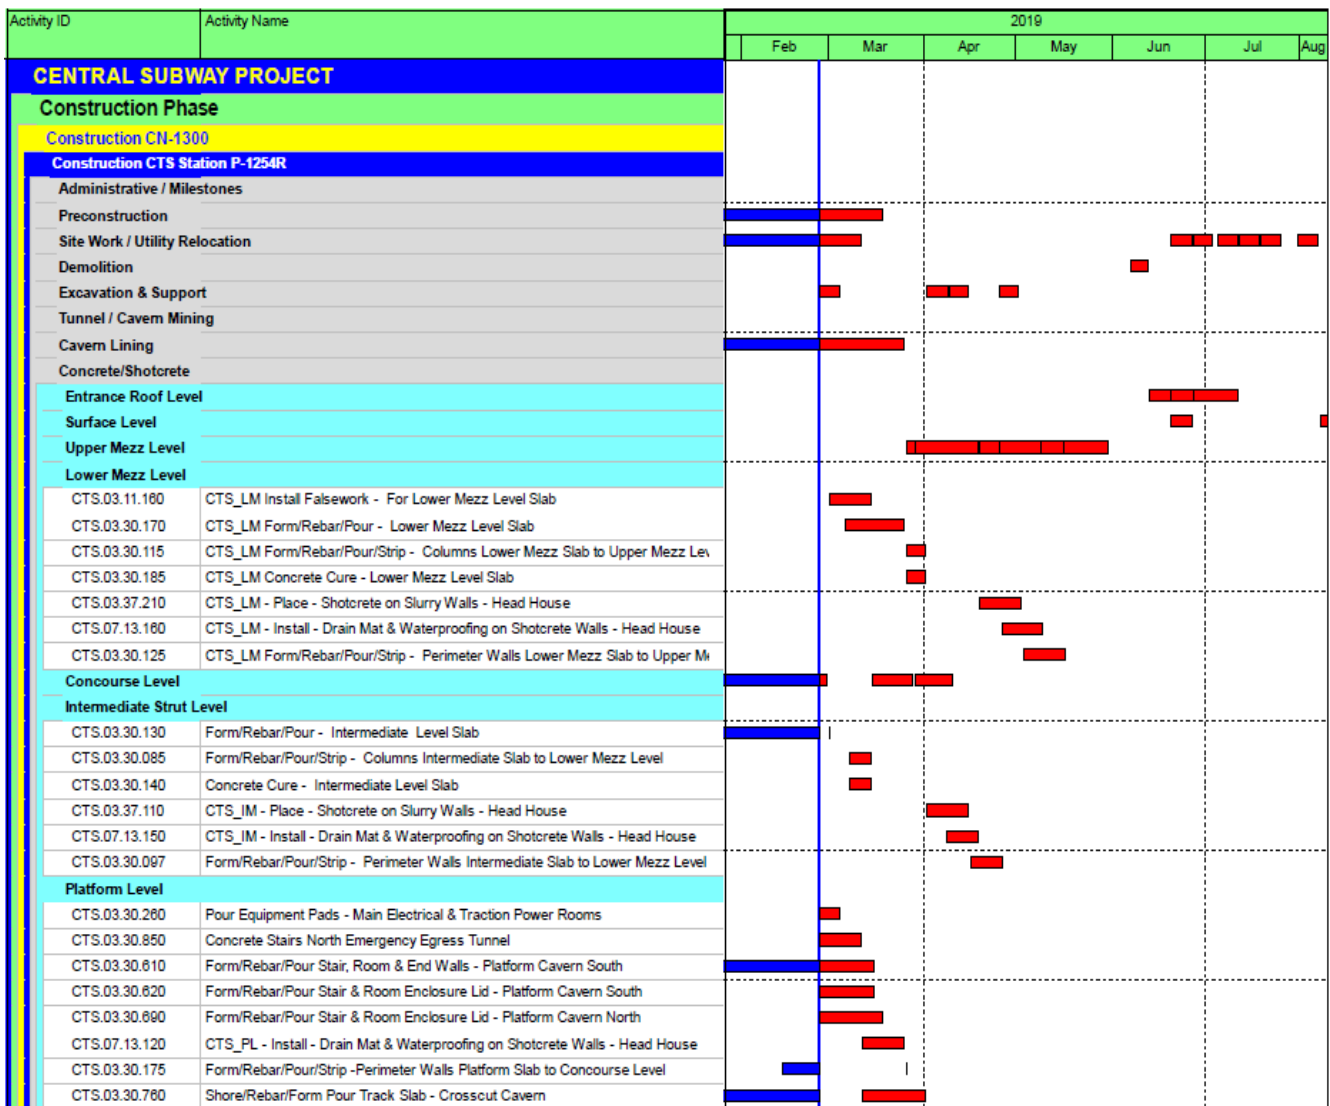 Activity ID Activity Name 2019
Feb Mar Apr May Jun Jul Aug
CENTRAL SUBWAY PROJECT
Construction Phase
Construction CN-1300
Construction CTS Station P-1254R
Administrative / Milestones
Preconstruction
Site Work / Utility Relocation
Demolition
Excavation & Support
Tunnel / Cavern Mining
Cavern Lining
Concrete/Shotcrete
Entrance Roof Level
Surface Level
Upper Mezz Level
Lower Mezz Level
CTS.03.11.160 CTS_LM Install Falsework - For Lower Mezz Level Slab
CTS.03.30.170 CTS_LM Form/Rebar/Pour - Lower Mezz Level Slab
CTS.03.30.115 CTS_LM Form/Rebar/Pour/Strip - Columns Lower Mezz Slab to Upper Mezz Lev
CTS.03.30.185 CTS_LM Concrete Cure - Lower Mezz Level Slab
CTS.03.37.210 CTS_LM - Place - Shotcrete on Slurry Walls - Head House
CTS.07.13.160 CTS_LM - Install - Drain Mat & Waterproofing on Shotcrete Walls - Head House
CTS.03.30.125 CTS_LM Form/Rebar/Pour/Strip - Perimeter Walls Lower Mezz Slab to Upper Me
Concourse Level
Intermediate Strut Level
CTS.03.30.130 Form/Rebar/Pour - Intermediate Level Slab
CTS.03.30.085 Form/Rebar/Pour/Strip - Columns Intermediate Slab to Lower Mezz Level
CTS.03.30.140 Concrete Cure - Intermediate Level Slab
CTS.03.37.110 CTS_IM - Place - Shotcrete on Slurry Walls - Head House
CTS.07.13.150 CTS_IM - Install - Drain Mat & Waterproofing on Shotcrete Walls - Head House
CTS.03.30.097 Form/Rebar/Pour/Strip - Perimeter Walls Intermediate Slab to Lower Mezz Level
Platform Level
CTS.03.30.260 Pour Equipment Pads - Main Electrical & Traction Power Rooms
CTS.03.30.850 Concrete Stairs North Emergency Egress Tunnel
CTS.03.30.610 Form/Rebar/Pour Stair, Room & End Walls - Platform Cavern South
CTS.03.30.620 Form/Rebar/Pour Stair & Room Enclosure Lid - Platform Cavern South
CTS.03.30.690 Form/Rebar/Pour Stair & Room Enclosure Lid - Platform Cavern North
CTS.07.13.120 CTS_PL - Install - Drain Mat & Waterproofing on Shotcrete Walls - Head House
CTS.03.30.175 Form/Rebar/Pour/Strip -Perimeter Walls Platform Slab to Concourse Level
CTS.03.30.760 Shore/Rebar/Form Pour Track Slab - Crosscut Cavern